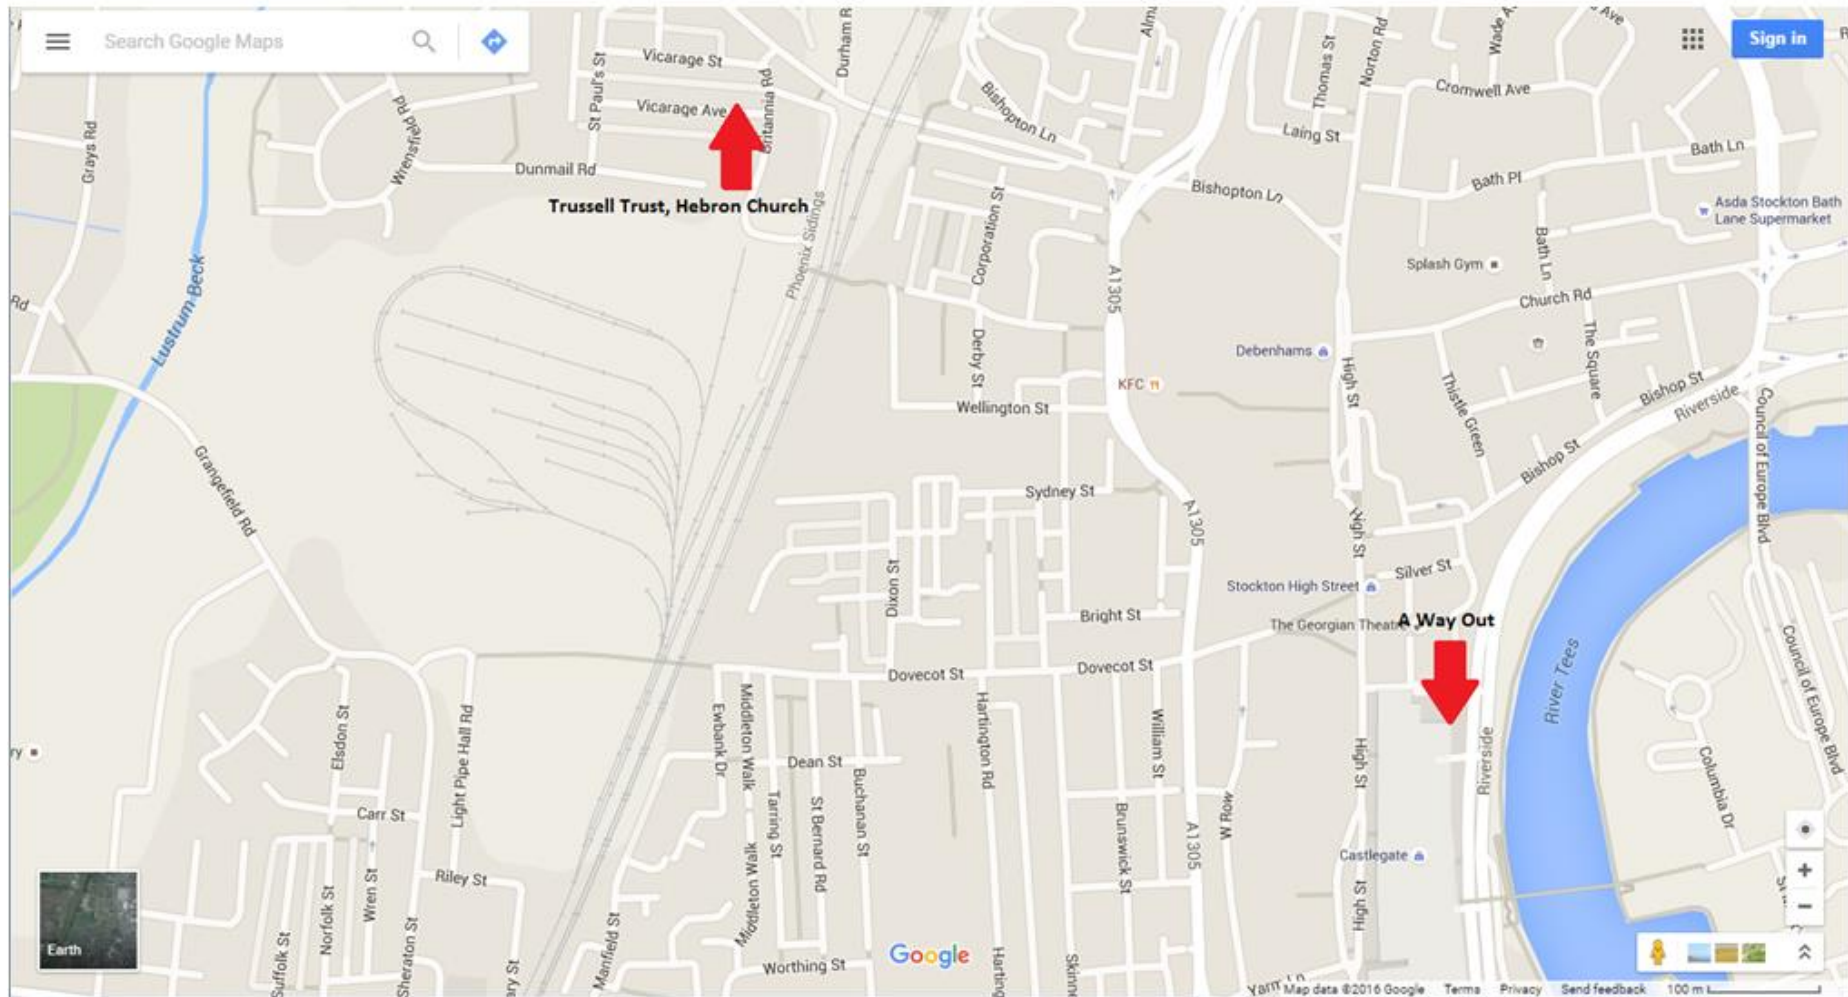 Search Google Maps
Sign in
Vicarage St
Durham R
St Paul's St
Britannia Rd
Vicarage Ave
Wrensfield Rd
Grays Rd
Dunmail Rd
Trussell Trust, Hebron Church
Phoenix Sidings
Lustrum Beck
Rd
Bishopton Ln
Thomas St
Norton Rd
Cromwell Ave
Laing St
Bath Ln
Bath Pl
Bishopton Ln
Asda Stockton Bath
Lane Supermarket
Corporation St
Splash Gym
Bath Ln
A1305
Church Rd
Derby St
Debenhams
The Square
High St
KFC
Thistle Green
Bishop St
Riverside
Wellington St
Council of Europe Blvd
Grangefield Rd
Bishop St
Sydney St
A1305
High St
Dixon St
Silver St
Stockton High Street
Bright St
The Georgian Theatr
A Way Out
Dovecot St
Dovecot St
River Tees
Council of Europe Blvd
Elsdon St
Light Pipe Hall Rd
Ewbank Dr
Middleton Walk
Hartington Rd
William St
High St
Riverside
Columbia Dr
Dean St
Carr St
Tarring St
St Bernard Rd
Buchanan St
Brunswick St
A1305
W Row
Castlegate
Riley St
Wren St
Norfolk St
Suffolk St
Sheraton St
Manfield St
Middleton Walk
High St
Earth
Google
Worthing St
Map data ©2016 Google
Terms
Privacy
Send feedback
100 m